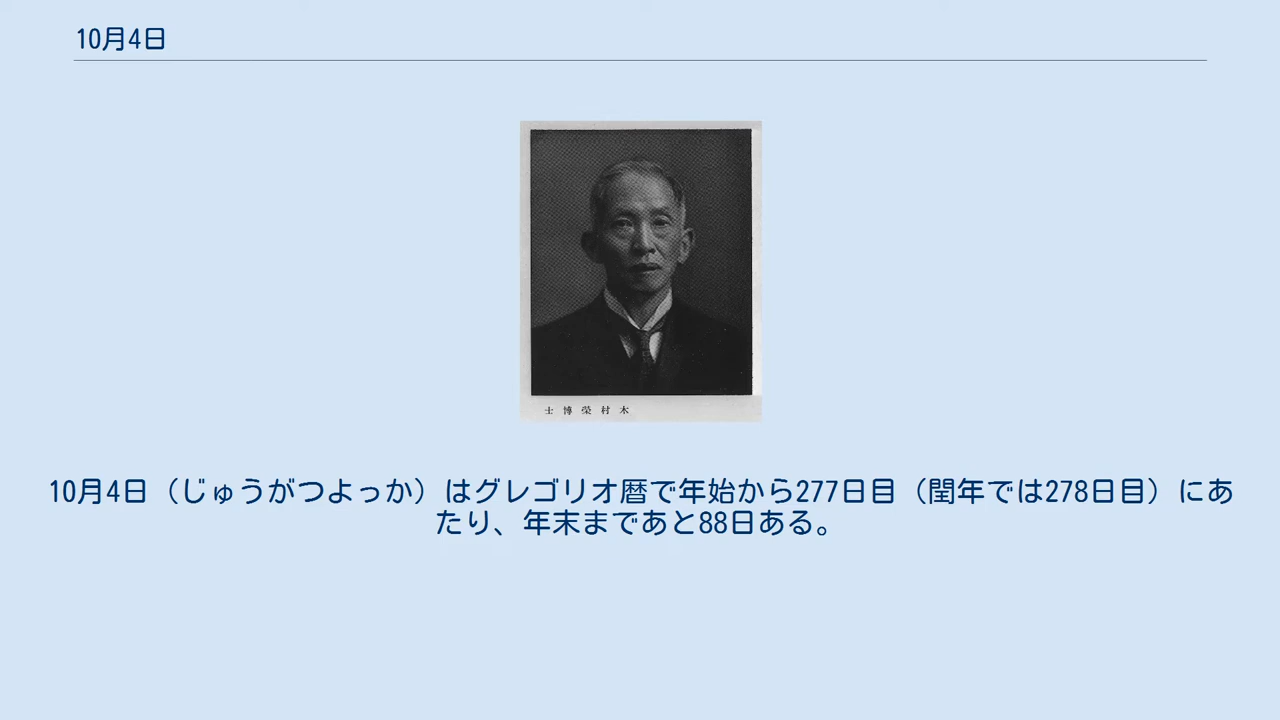 10月4日
士博榮村木
10月4日（じゅうがつよっか）はグレゴリオ暦で年始から277日目（閏年では278日目）にあ
たり、年末まであと88日ある。